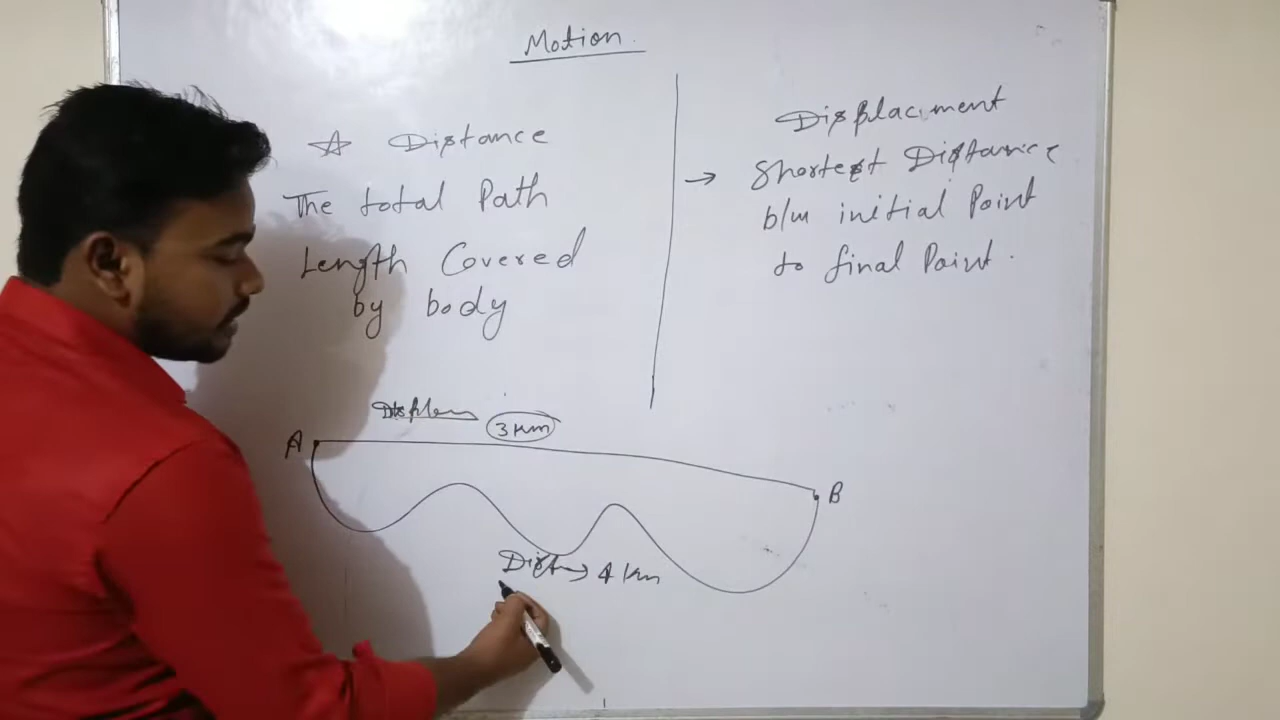 Motion
☆ Distance
The total Path
Length Covered
by body
Displacement
→ Shortest Distance
b/w initial Point
to final Point.
Displam
3 km
A
B
Dist → 4 km